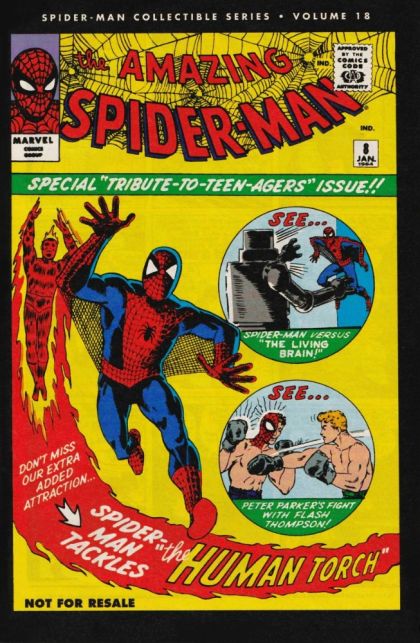 SPIDER-MAN COLLECTIBLE SERIES • VOLUME 18
MARVEL
COMICS
GROUP
the AMAZING
SPIDER-MAN
IND.
APPROVED
BY THE
COMICS
CODE
AUTHORITY
IND.
8
JAN.
1964
SPECIAL "TRIBUTE-TO-TEEN-AGERS" ISSUE!!
SEE...
SPIDER-MAN VERSUS
"THE LIVING
BRAIN!"
SEE...
PETER PARKER'S FIGHT
WITH FLASH
THOMPSON!
DON'T MISS
OUR EXTRA
ADDED
ATTRACTION...
SPIDER-
MAN
TACKLES
"the HUMAN TORCH"
NOT FOR RESALE